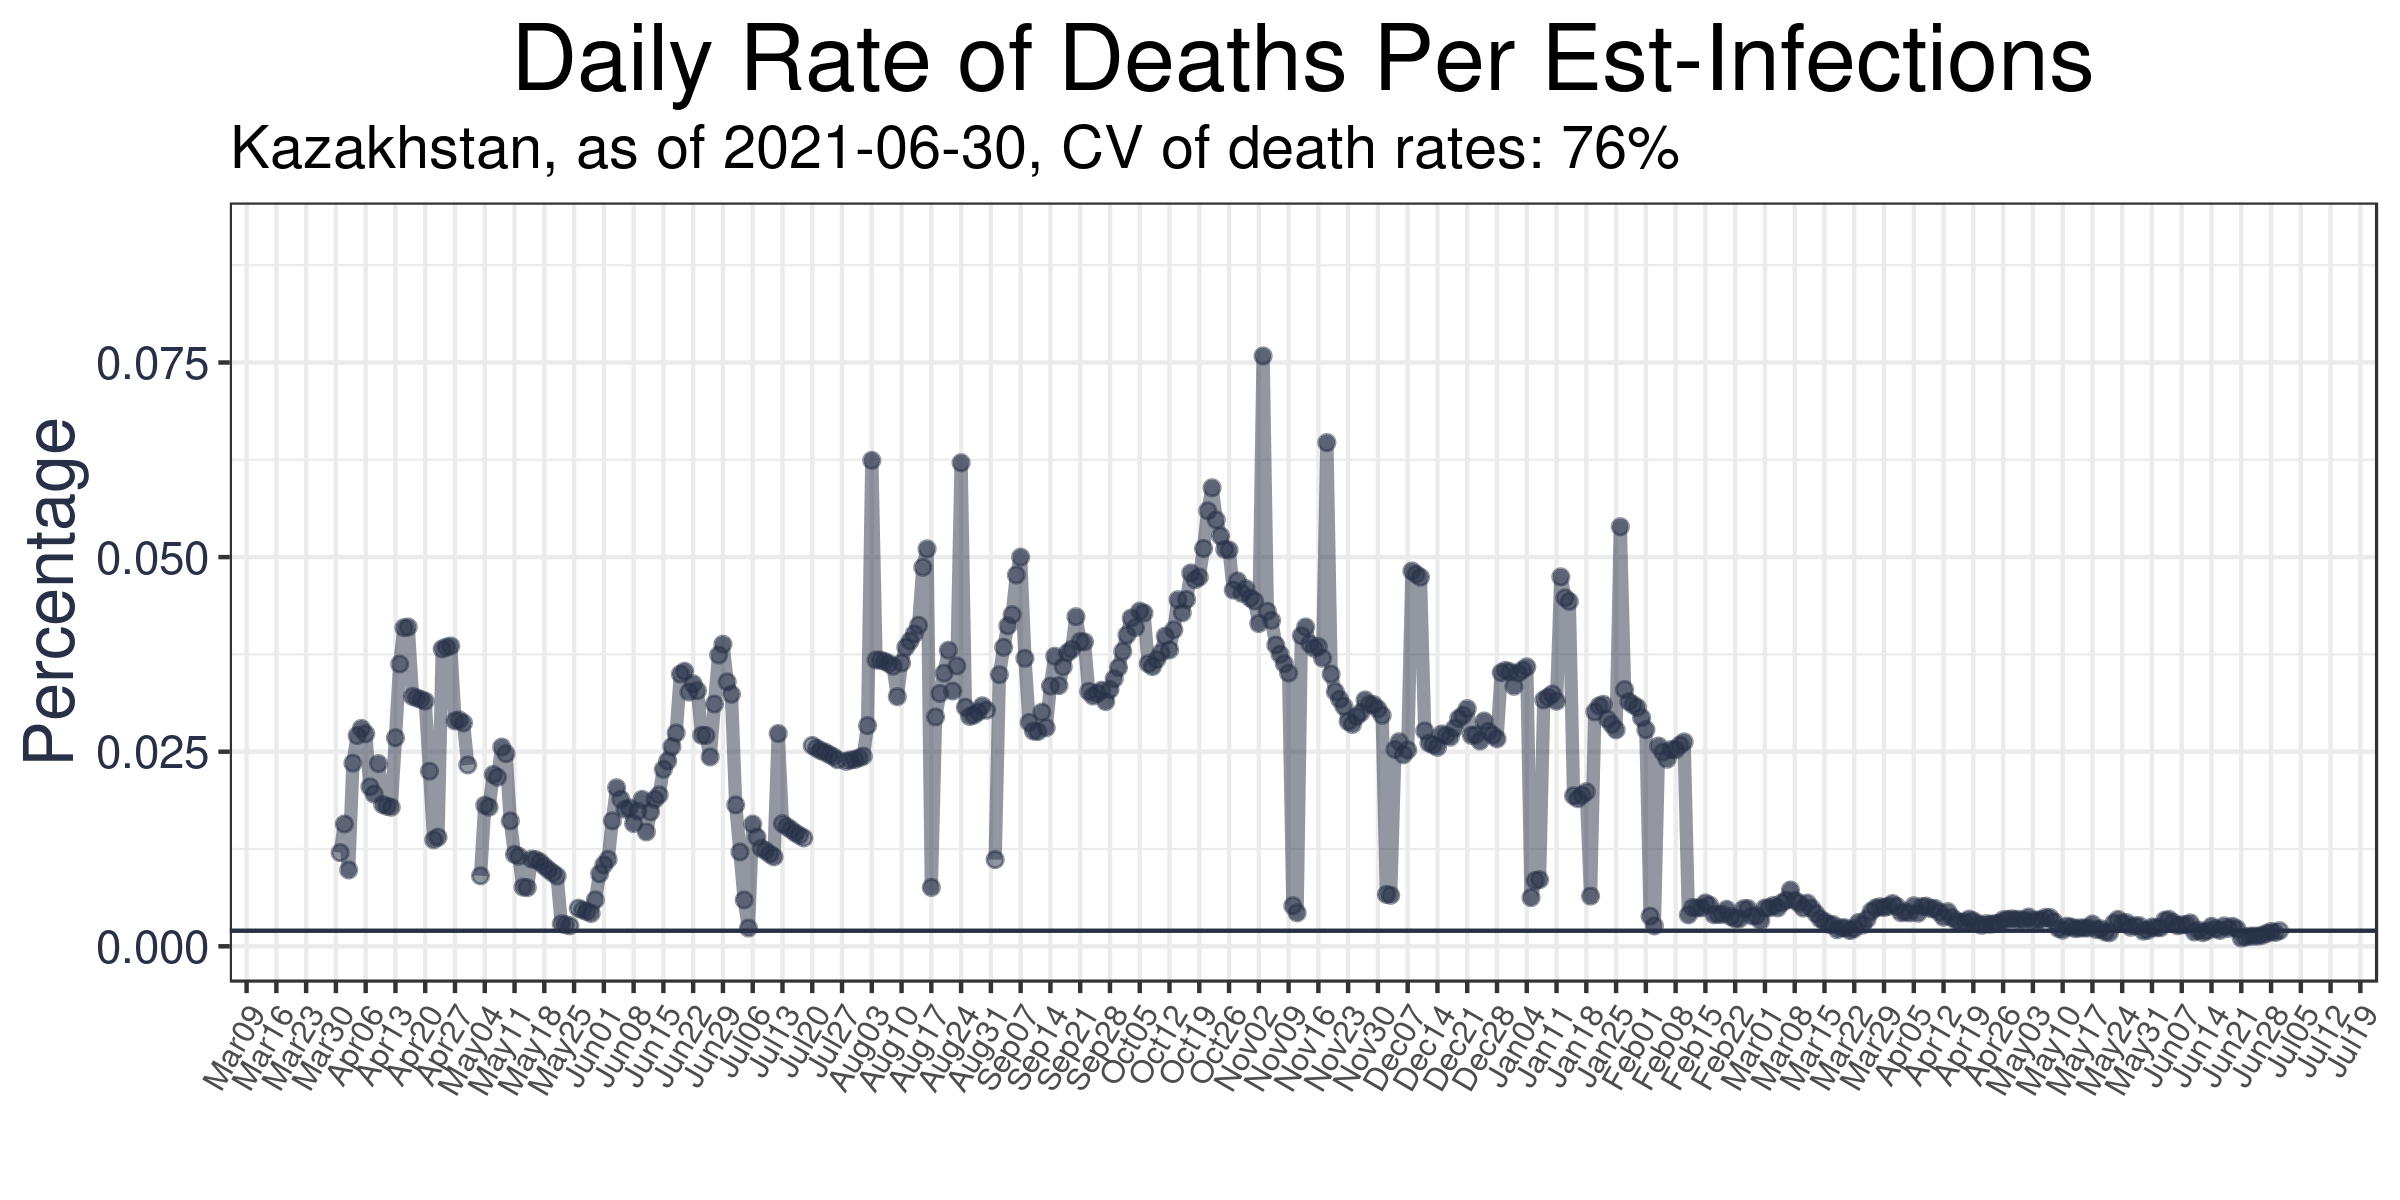 Daily Rate of Deaths Per Est-Infections
Kazakhstan, as of 2021-06-30, CV of death rates: 76%
Percentage
0.075
0.050
0.025
0.000
Mar09
Mar16
Mar23
Mar30
Apr06
Apr13
Apr20
Apr27
May04
May11
May18
May25
Jun01
Jun08
Jun15
Jun22
Jun29
Jul06
Jul13
Jul20
Jul27
Aug03
Aug10
Aug17
Aug24
Aug31
Sep07
Sep14
Sep21
Sep28
Oct05
Oct12
Oct19
Oct26
Nov02
Nov09
Nov16
Nov23
Nov30
Dec07
Dec14
Dec21
Dec28
Jan04
Jan11
Jan18
Jan25
Feb01
Feb08
Feb15
Feb22
Mar01
Mar08
Mar15
Mar22
Mar29
Apr05
Apr12
Apr19
Apr26
May03
May10
May17
May24
May31
Jun07
Jun14
Jun21
Jun28
Jul05
Jul12
Jul19